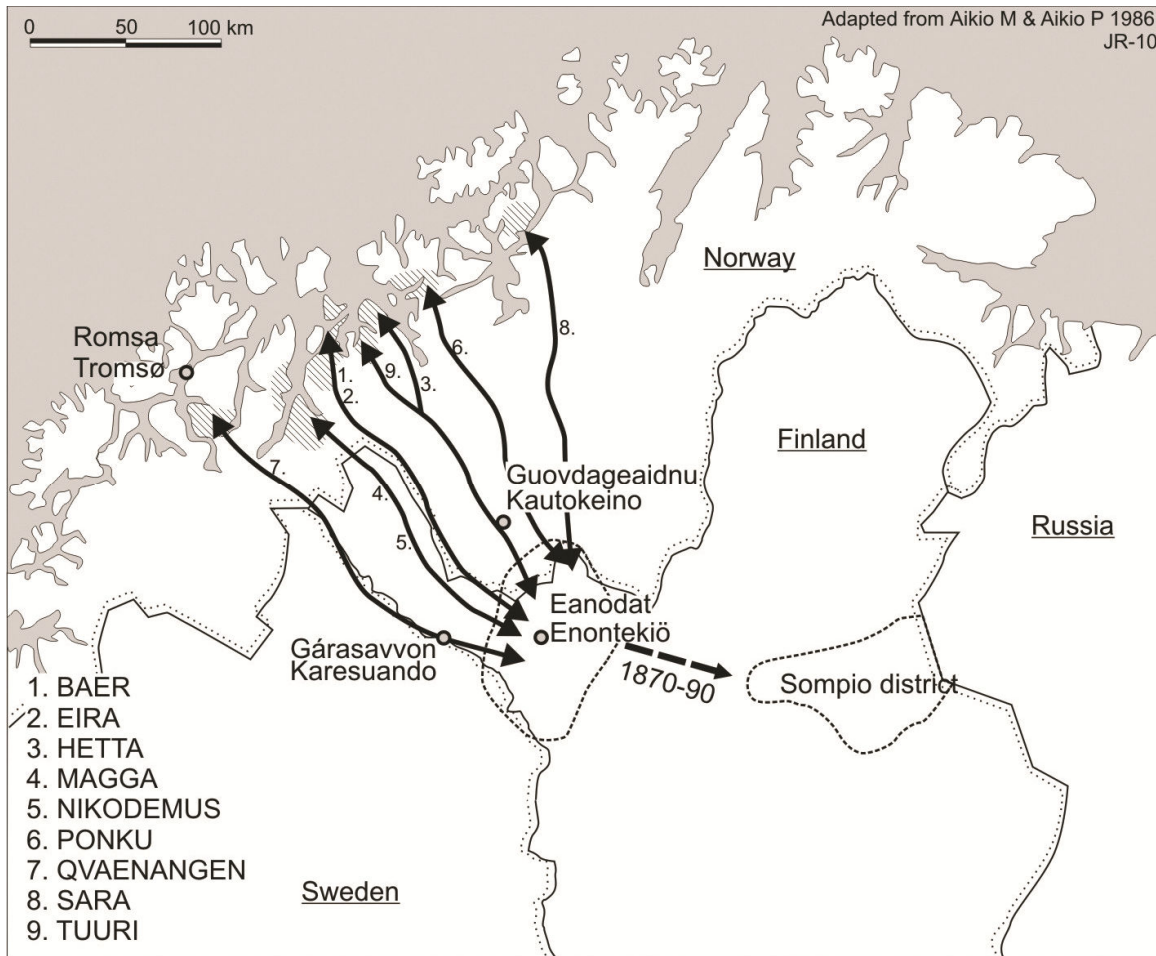 0 50 100 km
Adapted from Aikio M & Aikio P 1986
JR-10
Norway
8.
Romsa
Tromsø
6.
1.
2.
9.
3.
Finland
7.
4.
5.
Guovdageaidnu
Kautokeino
Russia
Eanodat
Enontekiö
Gárasavvon
Karesuando
1870-90
Sompio district
1. BAER
2. EIRA
3. HETTA
4. MAGGA
5. NIKODEMUS
6. PONKU
7. QVAENANGEN
8. SARA
9. TUURI
Sweden